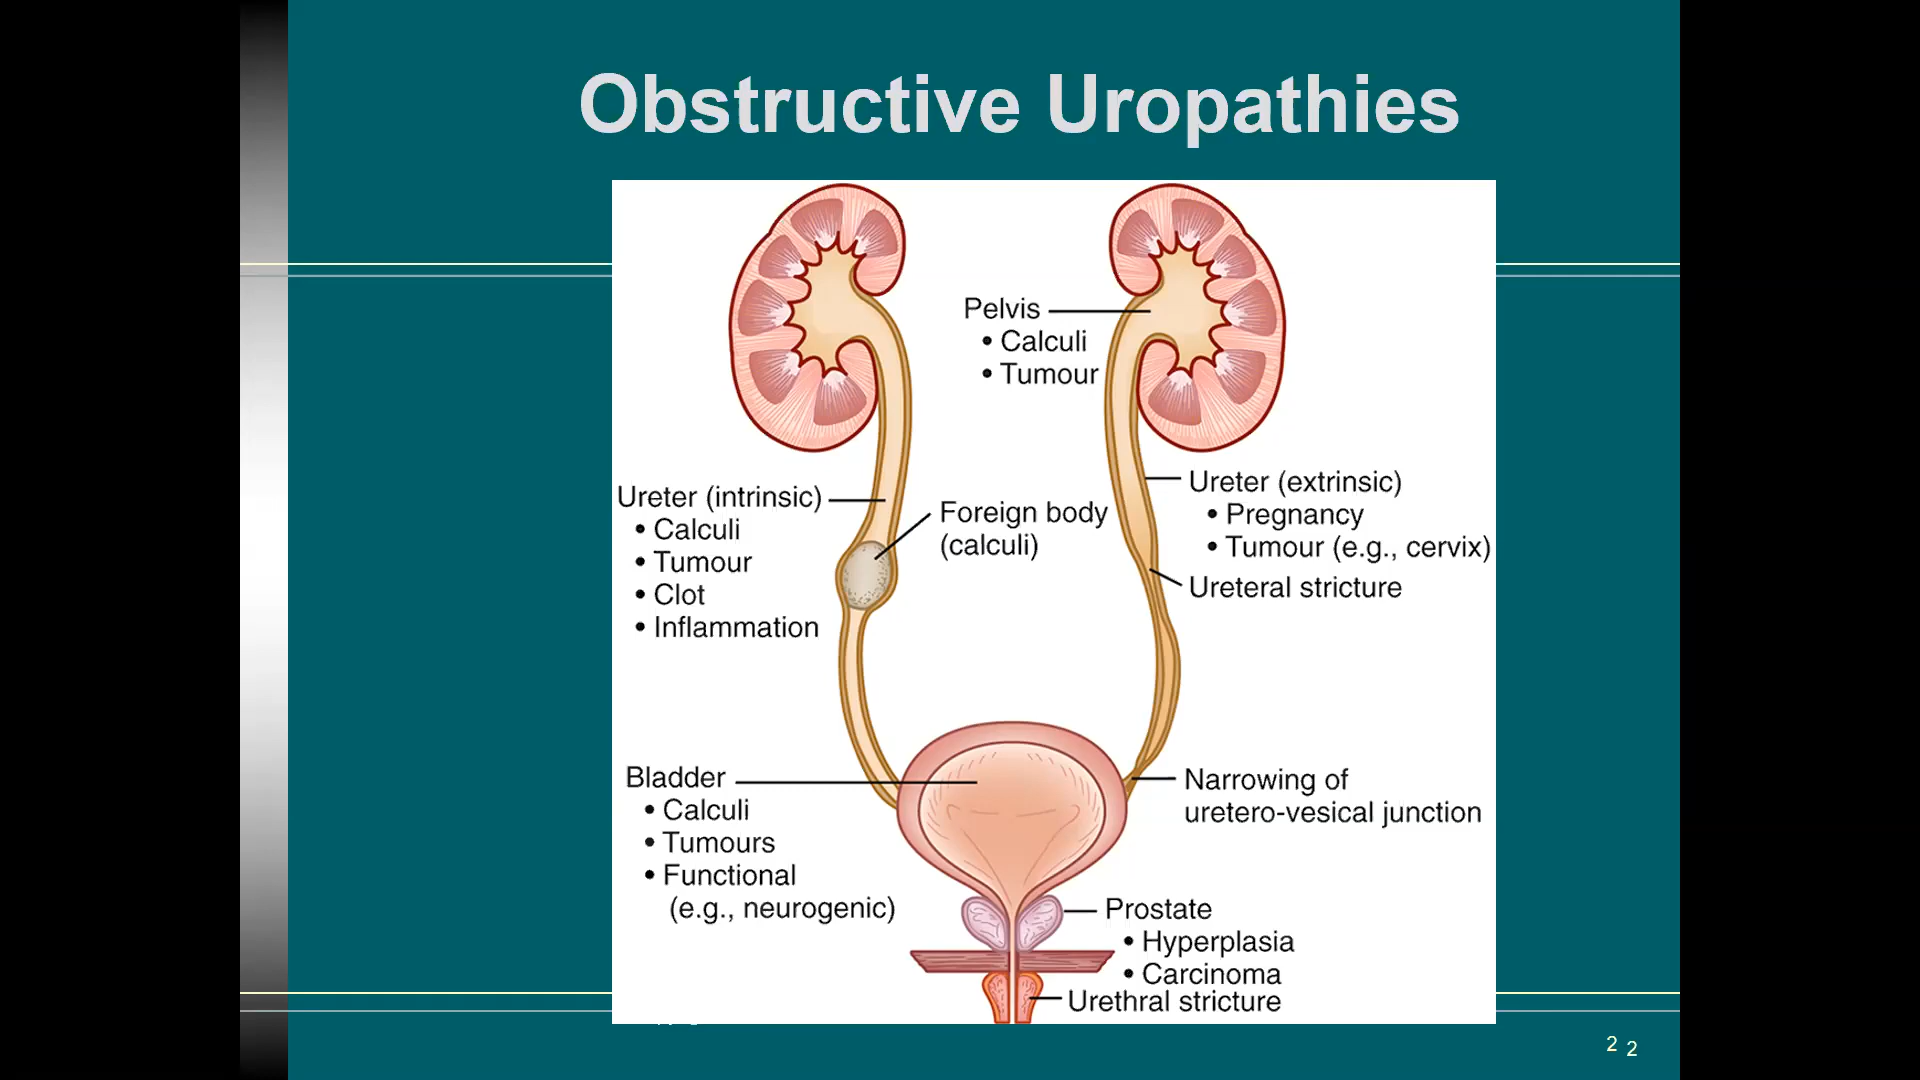 Obstructive Uropathies
Pelvis
• Calculi
• Tumour
Ureter (intrinsic)
• Calculi
• Tumour
• Clot
• Inflammation
Foreign body
(calculi)
Ureter (extrinsic)
• Pregnancy
• Tumour (e.g., cervix)
Ureteral stricture
Bladder
• Calculi
• Tumours
• Functional
(e.g., neurogenic)
Narrowing of
uretero-vesical junction
Prostate
• Hyperplasia
• Carcinoma
Urethral stricture
2 2